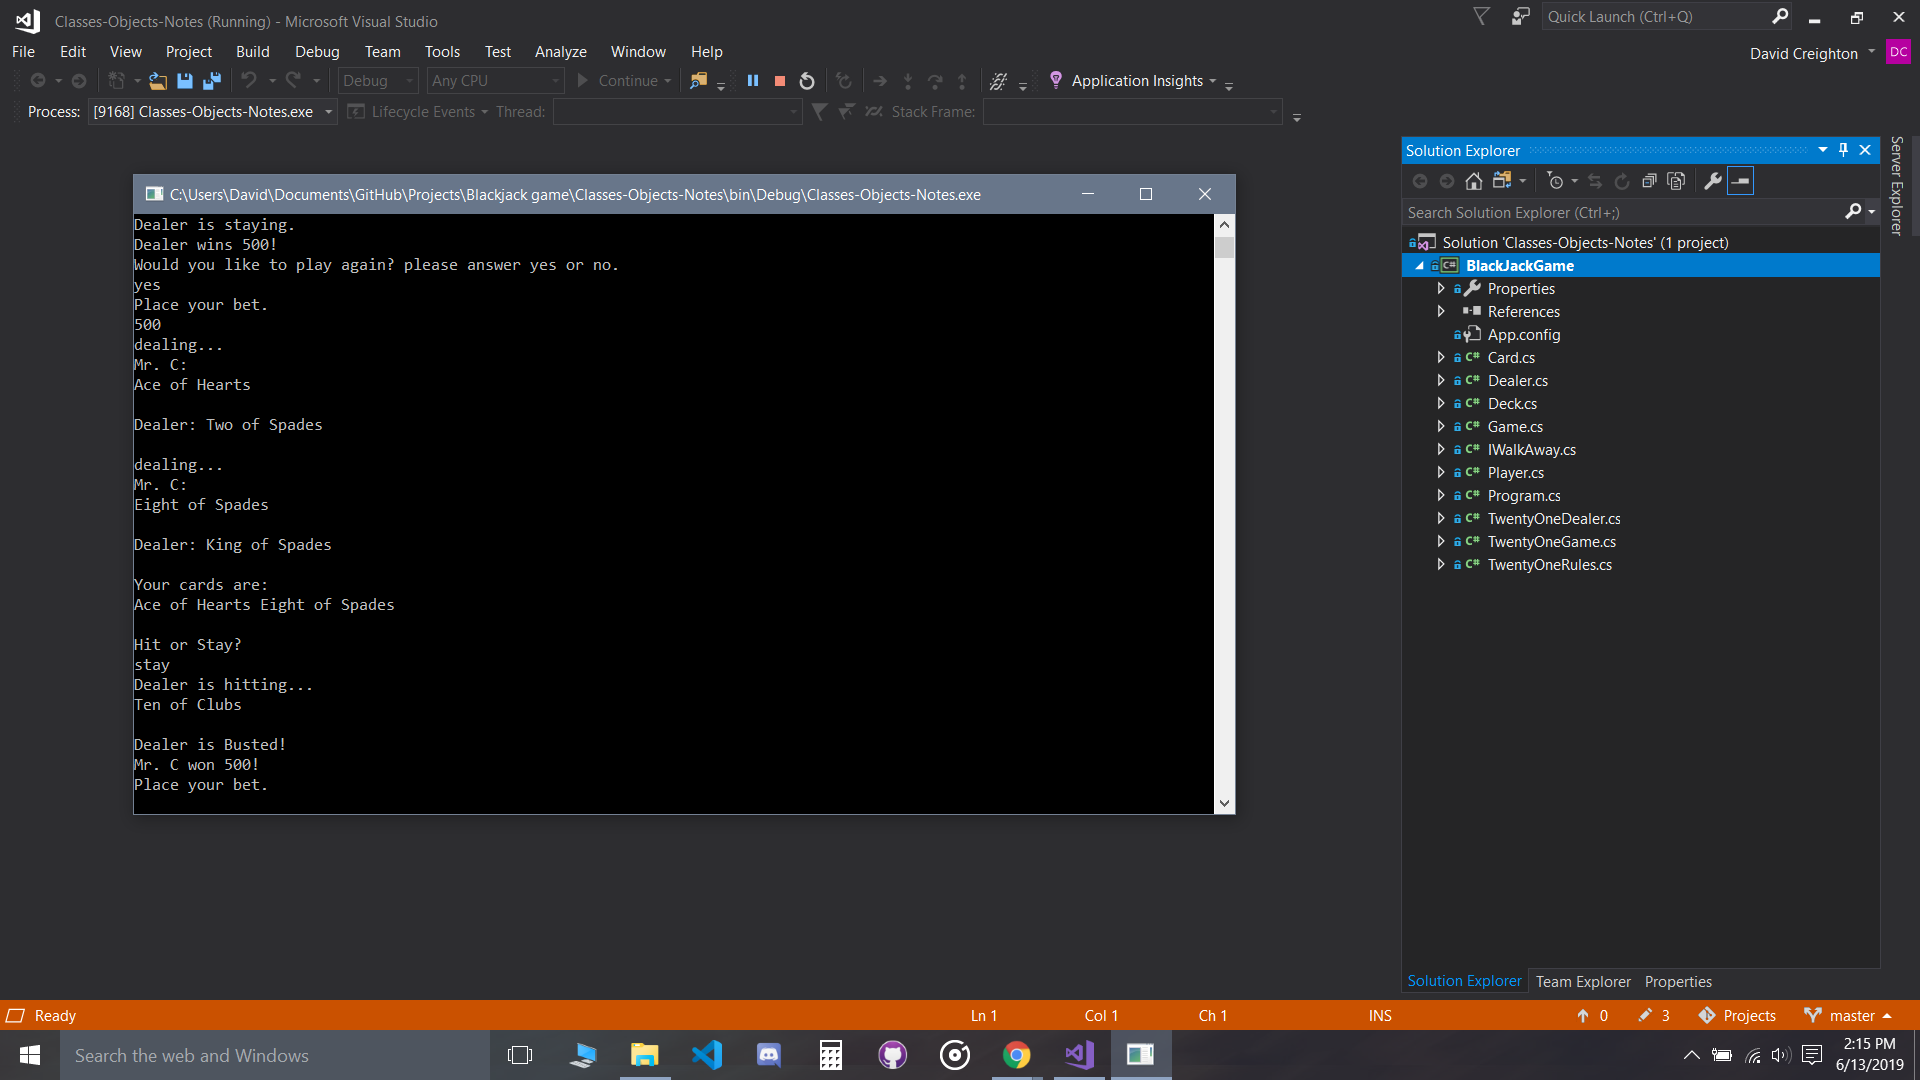 Classes-Objects-Notes (Running) - Microsoft Visual Studio
Quick Launch (Ctrl+Q)
File Edit View Project Build Debug Team Tools Test Analyze Window Help
David Creighton DC
Debug Any CPU Continue Application Insights
Process: [9168] Classes-Objects-Notes.exe Lifecycle Events Thread: Stack Frame:
C:\Users\David\Documents\GitHub\Projects\Blackjack game\Classes-Objects-Notes\bin\Debug\Classes-Objects-Notes.exe
Dealer is staying.
Dealer wins 500!
Would you like to play again? please answer yes or no.
yes
Place your bet.
500
dealing...
Mr. C:
Ace of Hearts
Dealer: Two of Spades
dealing...
Mr. C:
Eight of Spades
Dealer: King of Spades
Your cards are:
Ace of Hearts Eight of Spades
Hit or Stay?
stay
Dealer is hitting...
Ten of Clubs
Dealer is Busted!
Mr. C won 500!
Place your bet.
Solution Explorer
Search Solution Explorer (Ctrl+;)
Solution 'Classes-Objects-Notes' (1 project)
C# BlackJackGame
Properties
References
App.config
C# Card.cs
C# Dealer.cs
C# Deck.cs
C# Game.cs
C# IWalkAway.cs
C# Player.cs
C# Program.cs
C# TwentyOneDealer.cs
C# TwentyOneGame.cs
C# TwentyOneRules.cs
Solution Explorer Team Explorer Properties
Server Explorer
Ready Ln 1 Col 1 Ch 1 INS 0 3 Projects master
Search the web and Windows
2:15 PM
6/13/2019